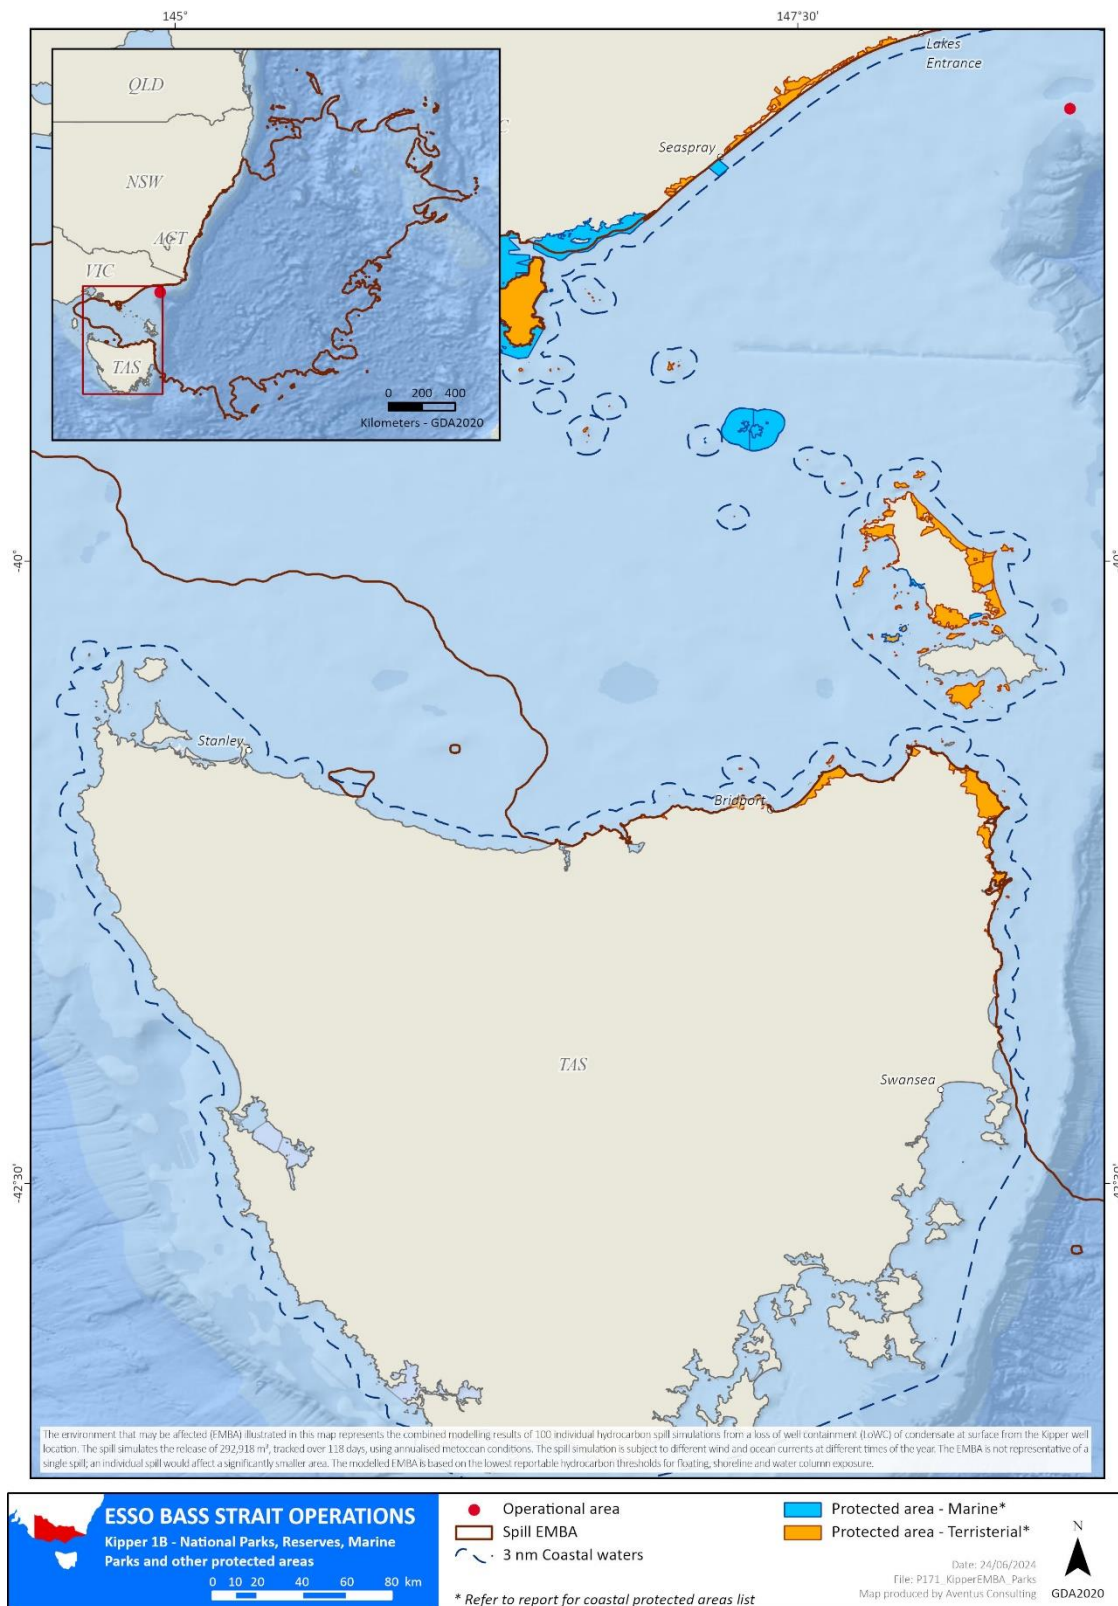 145°
147°30'
QLD
NSW
ACT
VIC
TAS
0 200 400
Kilometers - GDA2020
C
Lakes
Entrance
Seaspray
-40°
-40°
Stanley
Bridport
TAS
Swansea
-42°30'
-42°30'
The environment that may be affected (EMBA) illustrated in this map represents the combined modelling results of 100 individual hydrocarbon spill simulations from a loss of well containment (LoWC) of condensate at surface from the Kipper well
location. The spill simulates the release of 292,918 m³, tracked over 118 days, using annualised metocean conditions. The spill simulation is subject to different wind and ocean currents at different times of the year. The EMBA is not representative of a
single spill; an individual spill would affect a significantly smaller area. The modelled EMBA is based on the lowest reportable hydrocarbon thresholds for floating, shoreline and water column exposure.
ESSO BASS STRAIT OPERATIONS
Kipper 1B - National Parks, Reserves, Marine
Parks and other protected areas
0 10 20 40 60 80 km
Operational area
Spill EMBA
3 nm Coastal waters
* Refer to report for coastal protected areas list
Protected area - Marine*
Protected area - Terristerial*
Date: 24/06/2024
File: P171_KipperEMBA_Parks
Map produced by Aventus Consulting
N
GDA2020